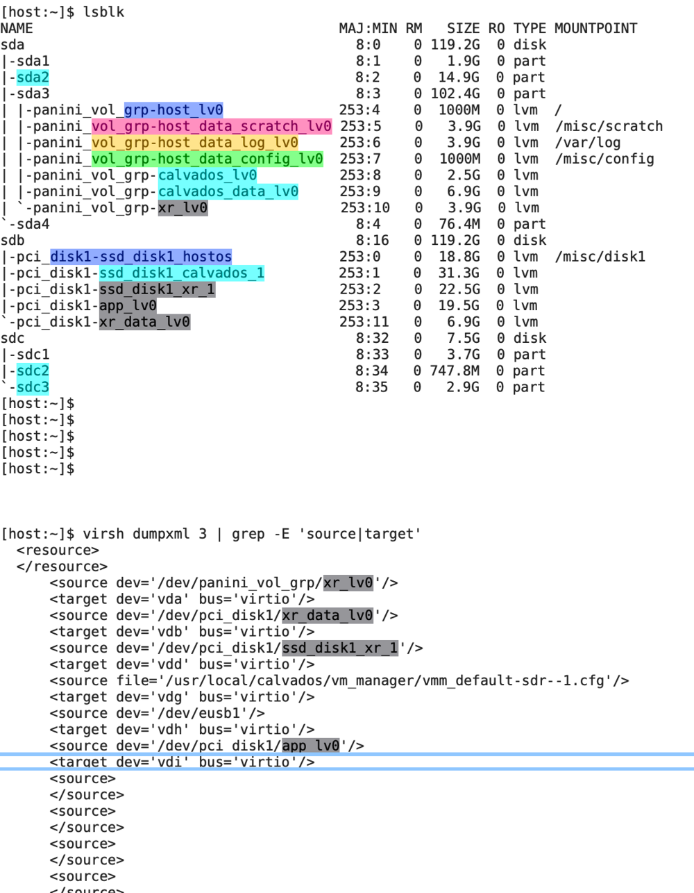 [host:~]$ lsblk
NAME MAJ:MIN RM SIZE RO TYPE MOUNTPOINT
sda 8:0 0 119.2G 0 disk
|-sda1 8:1 0 1.9G 0 part
|-sda2 8:2 0 14.9G 0 part
|-sda3 8:3 0 102.4G 0 part
| |-panini_vol_grp-host_lv0 253:4 0 1000M 0 lvm /
| |-panini_vol_grp-host_data_scratch_lv0 253:5 0 3.9G 0 lvm /misc/scratch
| |-panini_vol_grp-host_data_log_lv0 253:6 0 3.9G 0 lvm /var/log
| |-panini_vol_grp-host_data_config_lv0 253:7 0 1000M 0 lvm /misc/config
| |-panini_vol_grp-calvados_lv0 253:8 0 2.5G 0 lvm
| |-panini_vol_grp-calvados_data_lv0 253:9 0 6.9G 0 lvm
| `-panini_vol_grp-xr_lv0 253:10 0 3.9G 0 lvm
`-sda4 8:4 0 76.4M 0 part
sdb 8:16 0 119.2G 0 disk
|-pci_disk1-ssd_disk1_hostos 253:0 0 18.8G 0 lvm /misc/disk1
|-pci_disk1-ssd_disk1_calvados_1 253:1 0 31.3G 0 lvm
|-pci_disk1-ssd_disk1_xr_1 253:2 0 22.5G 0 lvm
|-pci_disk1-app_lv0 253:3 0 19.5G 0 lvm
`-pci_disk1-xr_data_lv0 253:11 0 6.9G 0 lvm
sdc 8:32 0 7.5G 0 disk
|-sdc1 8:33 0 3.7G 0 part
|-sdc2 8:34 0 747.8M 0 part
`-sdc3 8:35 0 2.9G 0 part
[host:~]$
[host:~]$
[host:~]$
[host:~]$
[host:~]$
[host:~]$ virsh dumpxml 3 | grep -E 'source|target'
<resource>
</resource>
<source dev='/dev/panini_vol_grp/xr_lv0'/>
<target dev='vda' bus='virtio'/>
<source dev='/dev/pci_disk1/xr_data_lv0'/>
<target dev='vdb' bus='virtio'/>
<source dev='/dev/pci_disk1/ssd_disk1_xr_1'/>
<target dev='vdd' bus='virtio'/>
<source file='/usr/local/calvados/vm_manager/vmm_default-sdr--1.cfg'/>
<target dev='vdg' bus='virtio'/>
<source dev='/dev/eusb1'/>
<target dev='vdh' bus='virtio'/>
<source dev='/dev/pci_disk1/app_lv0'/>
<target dev='vdi' bus='virtio'/>
<source>
</source>
<source>
</source>
<source>
</source>
<source>
</source>